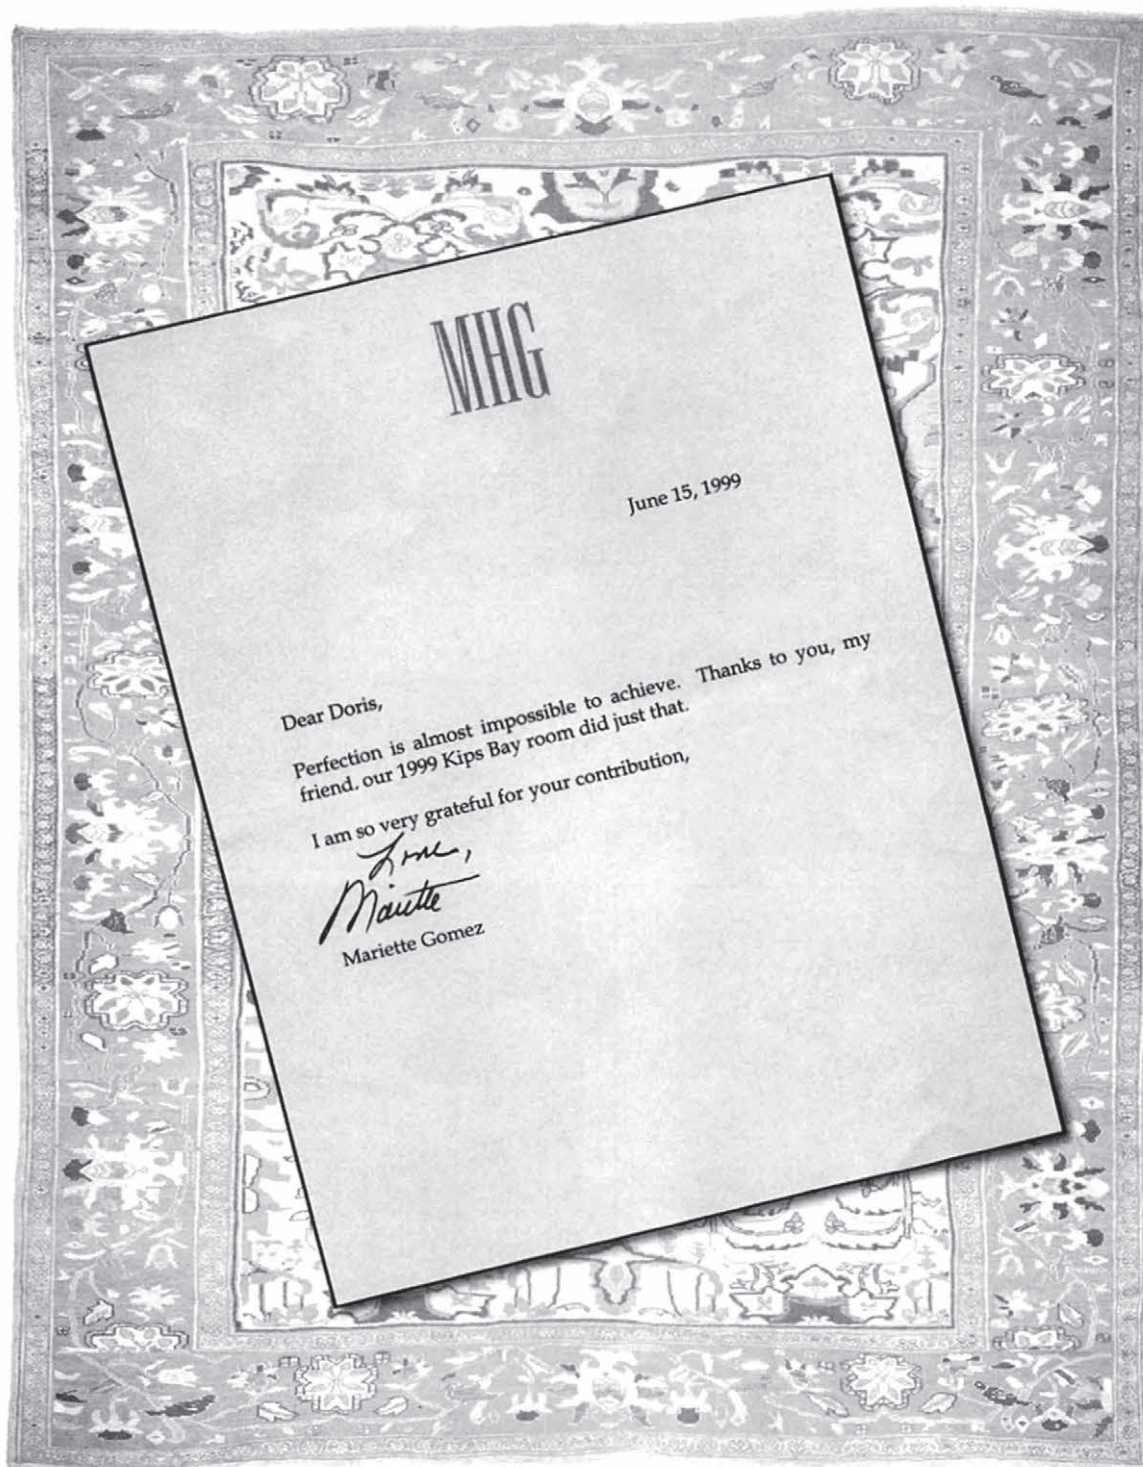 MHG
June 15, 1999
Dear Doris,
Perfection is almost impossible to achieve. Thanks to you, my
friend. our 1999 Kips Bay room did just that.
I am so very grateful for your contribution,
Love,
Mariette
Mariette Gomez